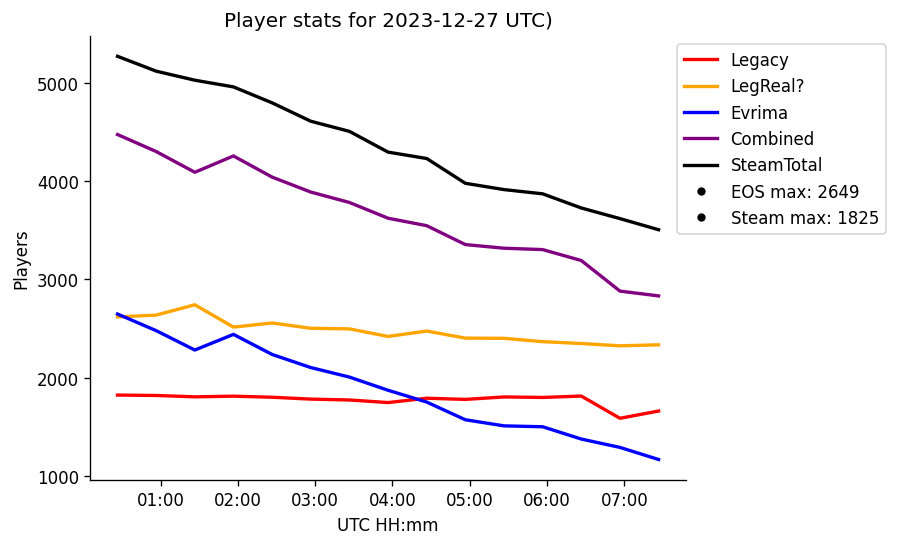 Player stats for 2023-12-27 UTC)
Legacy
LegReal?
Evrima
Combined
SteamTotal
EOS max: 2649
Steam max: 1825
Players
5000
4000
3000
2000
1000
01:00 02:00 03:00 04:00 05:00 06:00 07:00
UTC HH:mm